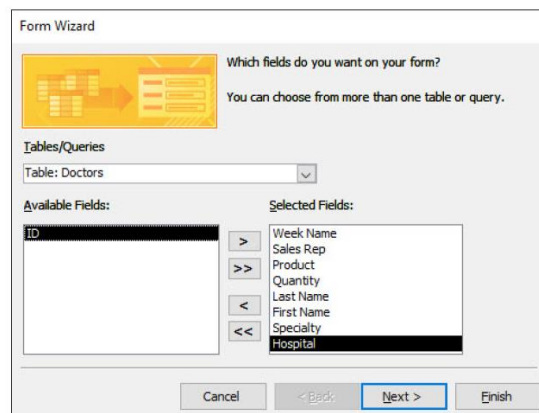 Form Wizard
Which fields do you want on your form?
You can choose from more than one table or query.
Tables/Queries
Table: Doctors
Available Fields:
Selected Fields:
ID
>
>>
<
<<
Week Name
Sales Rep
Product
Quantity
Last Name
First Name
Specialty
Hospital
Cancel
< Back
Next >
Finish